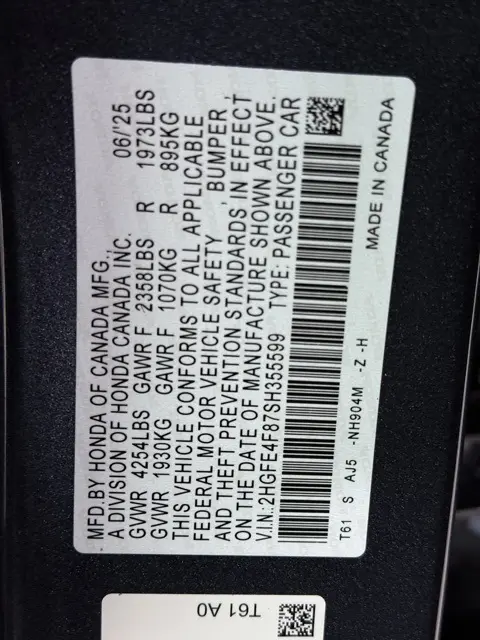 MFD.BY HONDA OF CANADA MFG.,
A DIVISION OF HONDA CANADA INC. 06/'25
GVWR 4254LBS GAWR F 2358LBS R 1973LBS
GVWR 1930KG GAWR F 1070KG R 895KG
THIS VEHICLE CONFORMS TO ALL APPLICABLE
FEDERAL MOTOR VEHICLE SAFETY , BUMPER ,
AND THEFT PREVENTION STANDARDS IN EFFECT
ON THE DATE OF MANUFACTURE SHOWN ABOVE.
V.I.N.:2HGFE4F87SH355599 TYPE: PASSENGER CAR
T61 S AJ5 -NH904M -Z -H
MADE IN CANADA
T61 A0